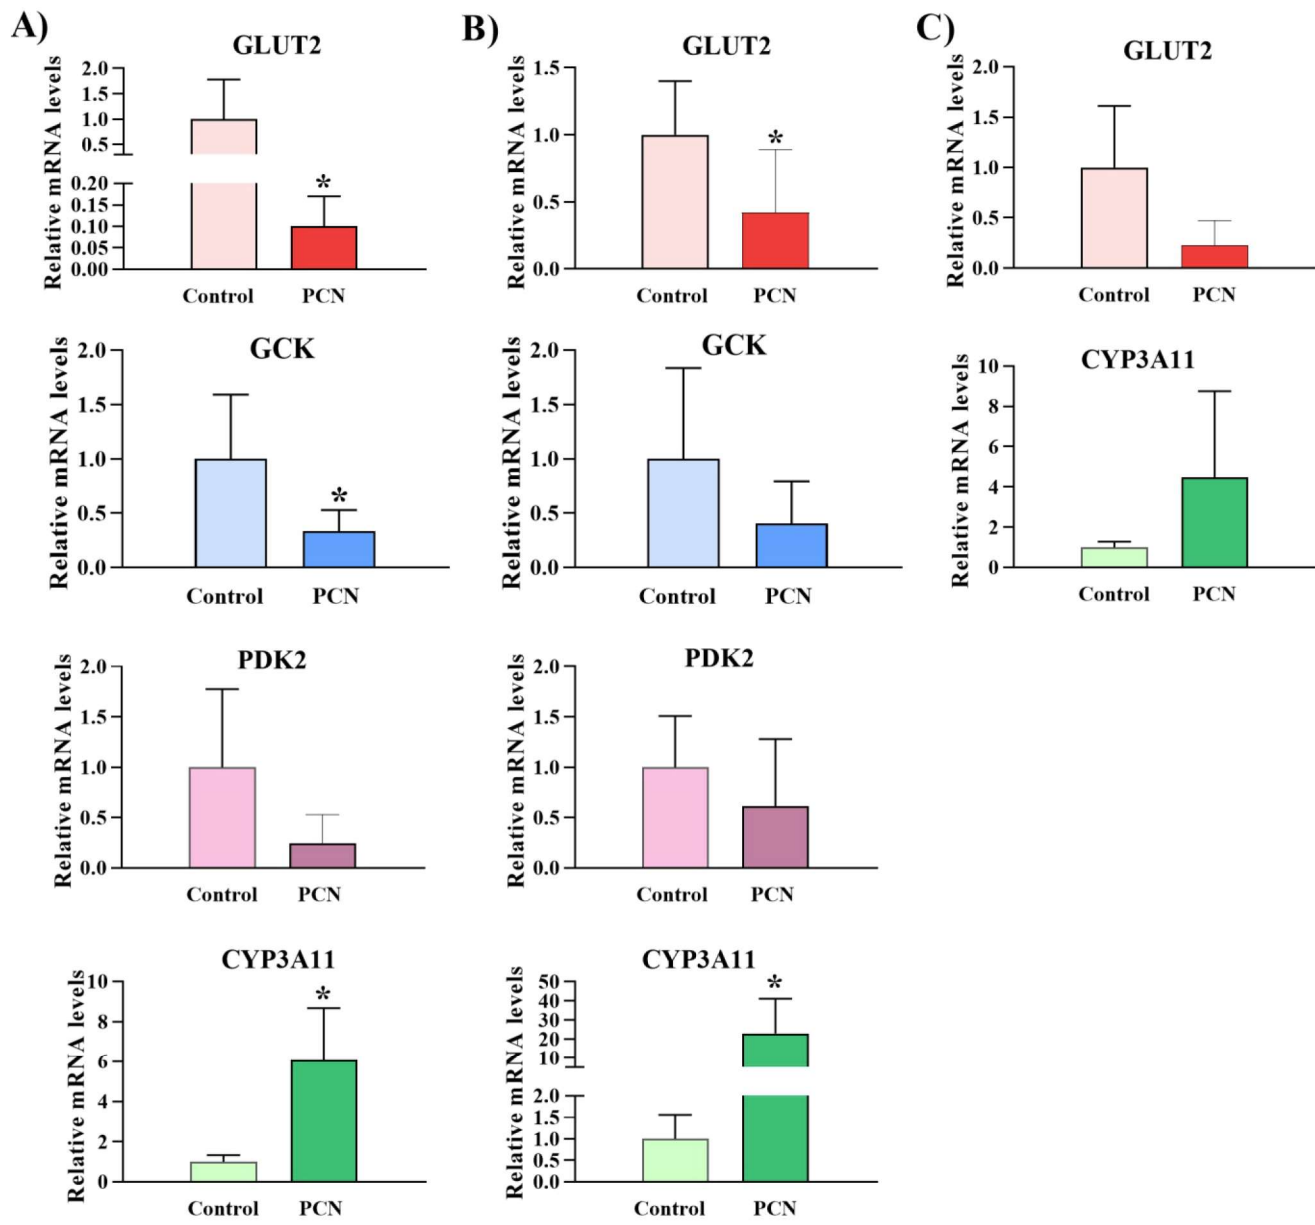 A)
GLUT2
Relative mRNA levels
2.0
1.5
1.0
0.5
0.20
0.15
0.10
0.05
0.00
*
Control PCN
GCK
Relative mRNA levels
2.0
1.5
1.0
0.5
0.0
*
Control PCN
PDK2
Relative mRNA levels
2.0
1.5
1.0
0.5
0.0
Control PCN
CYP3A11
Relative mRNA levels
10
8
6
4
2
0
*
Control PCN
B)
GLUT2
Relative mRNA levels
1.5
1.0
0.5
0.0
*
Control PCN
GCK
Relative mRNA levels
2.0
1.5
1.0
0.5
0.0
Control PCN
PDK2
Relative mRNA levels
2.0
1.5
1.0
0.5
0.0
Control PCN
CYP3A11
Relative mRNA levels
50
40
30
20
10
2.0
1.5
1.0
0.5
0.0
*
Control PCN
C)
GLUT2
Relative mRNA levels
2.0
1.5
1.0
0.5
0.0
Control PCN
CYP3A11
Relative mRNA levels
10
8
6
4
2
0
Control PCN